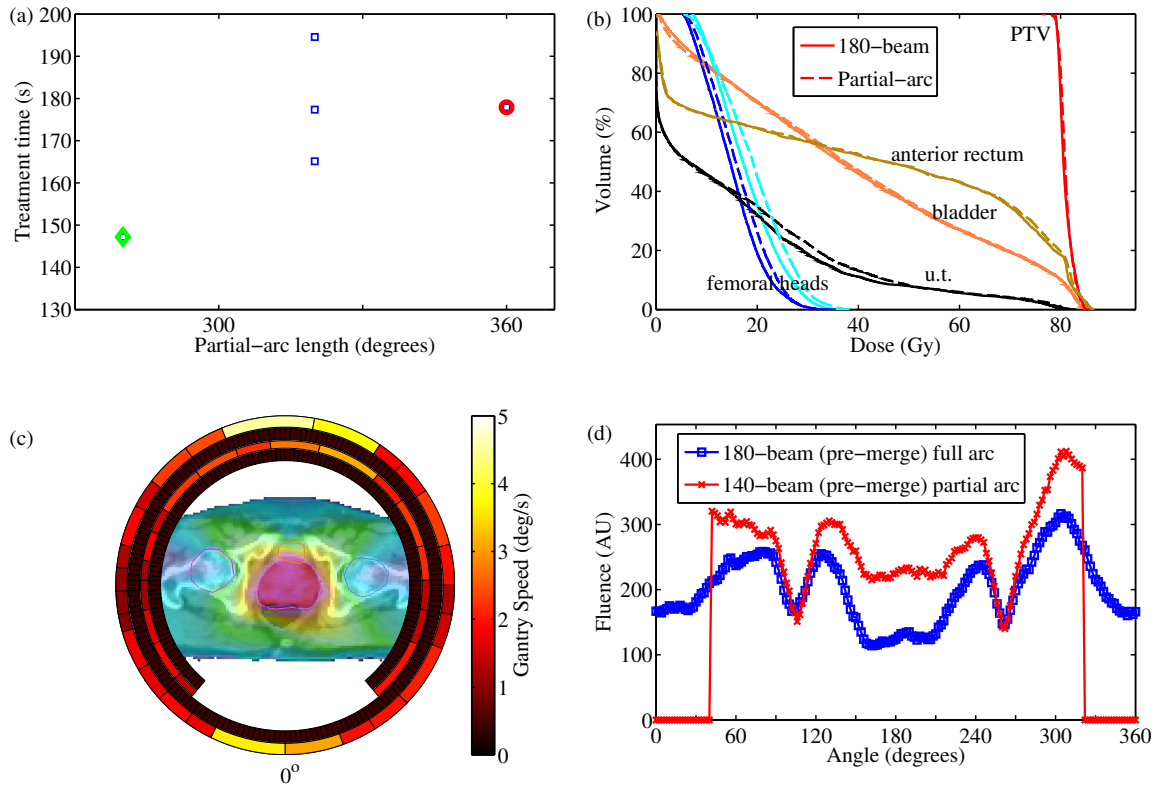 (a)
200
190
180
170
160
150
140
130
Treatment time (s)
300
360
Partial−arc length (degrees)
(b)
100
80
60
40
20
0
Volume (%)
180−beam
Partial−arc
PTV
anterior rectum
bladder
u.t.
femoral heads
0
20
40
60
80
Dose (Gy)
(c)
0º
5
4
3
2
1
0
Gantry Speed (deg/s)
(d)
400
300
200
100
0
Fluence (AU)
180−beam (pre−merge) full arc
140−beam (pre−merge) partial arc
0
60
120
180
240
300
360
Angle (degrees)